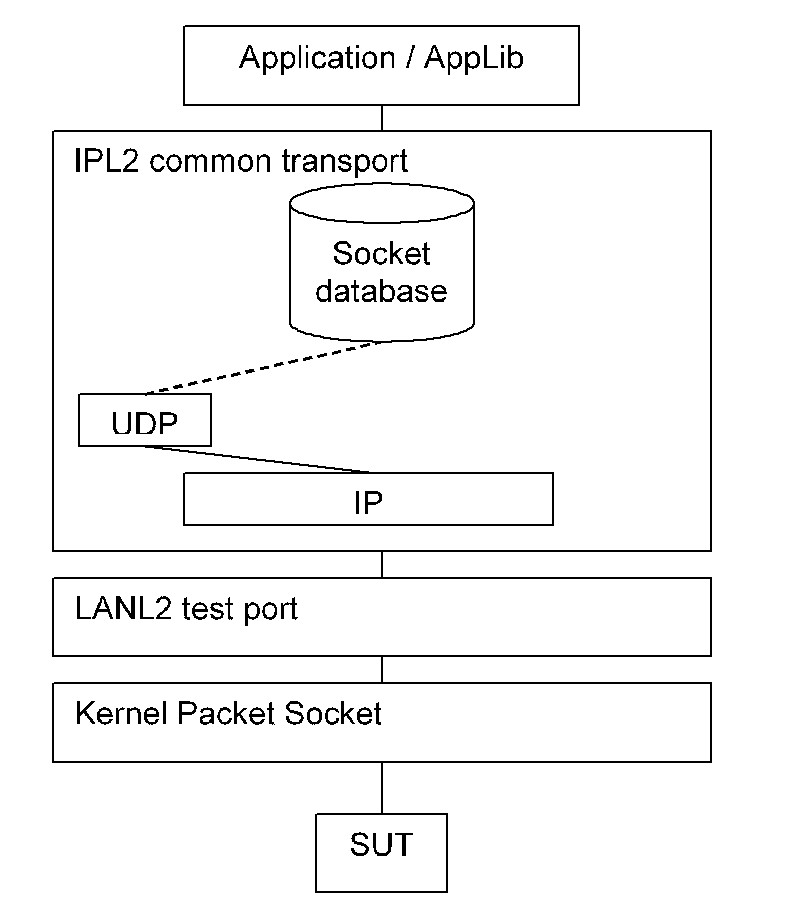 Application / AppLib
IPL2 common transport
Socket
database
UDP
IP
LANL2 test port
Kernel Packet Socket
SUT